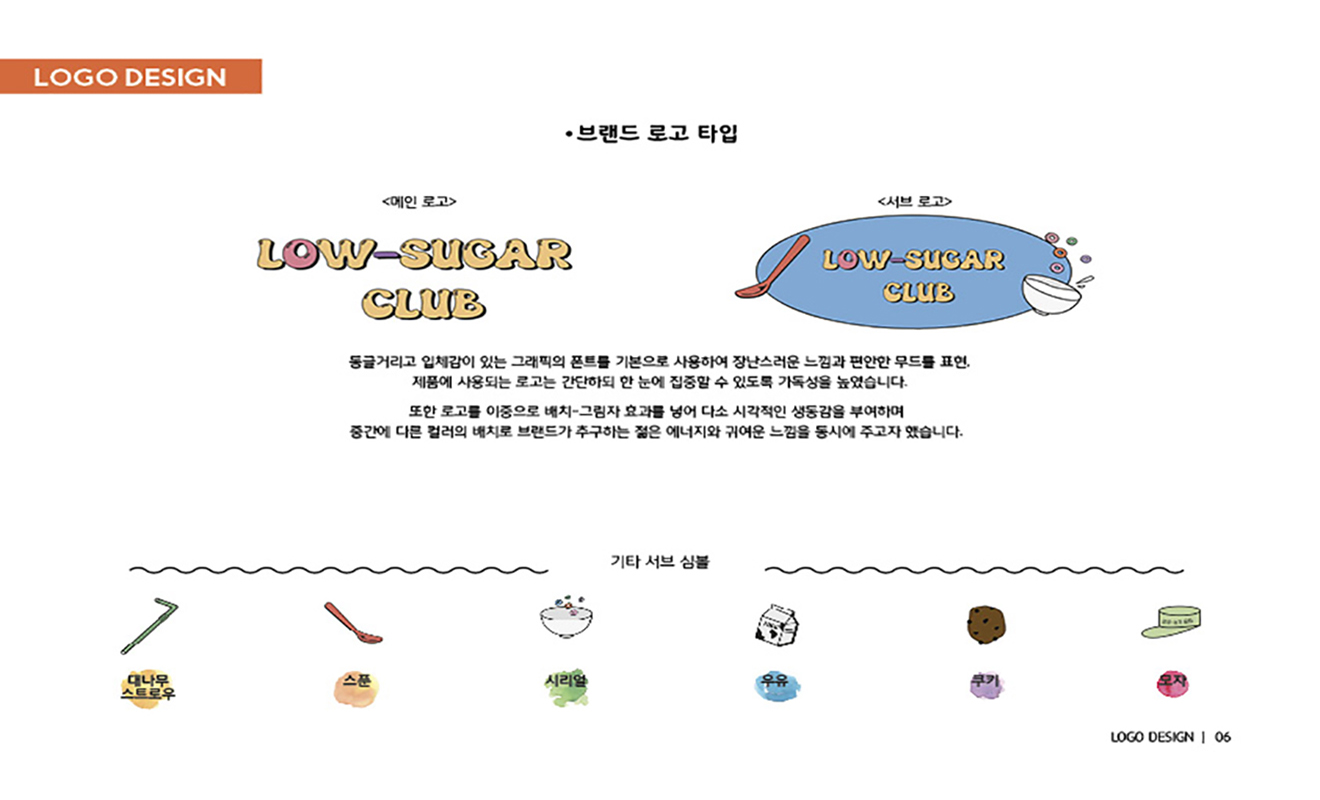 LOGO DESIGN
•브랜드 로고 타입
<메인 로고>
<서브 로고>
LOW-SUGAR
CLUB
LOW-SUGAR
CLUB
동글거리고 입체감이 있는 그래픽의 폰트를 기본으로 사용하여 장난스러운 느낌과 편안한 무드를 표현.
제품에 사용되는 로고는 간단하되 한 눈에 집중할 수 있도록 가독성을 높였습니다.
또한 로고를 이중으로 배치-그림자 효과를 넣어 다소 시각적인 생동감을 부여하며
중간에 다른 컬러의 배치로 브랜드가 추구하는 젊은 에너지와 귀여운 느낌을 동시에 주고자 했습니다.
기타 서브 심볼
대나무
스트로우
스푼
시리얼
우유
쿠키
모자
LOGO DESIGN | 06